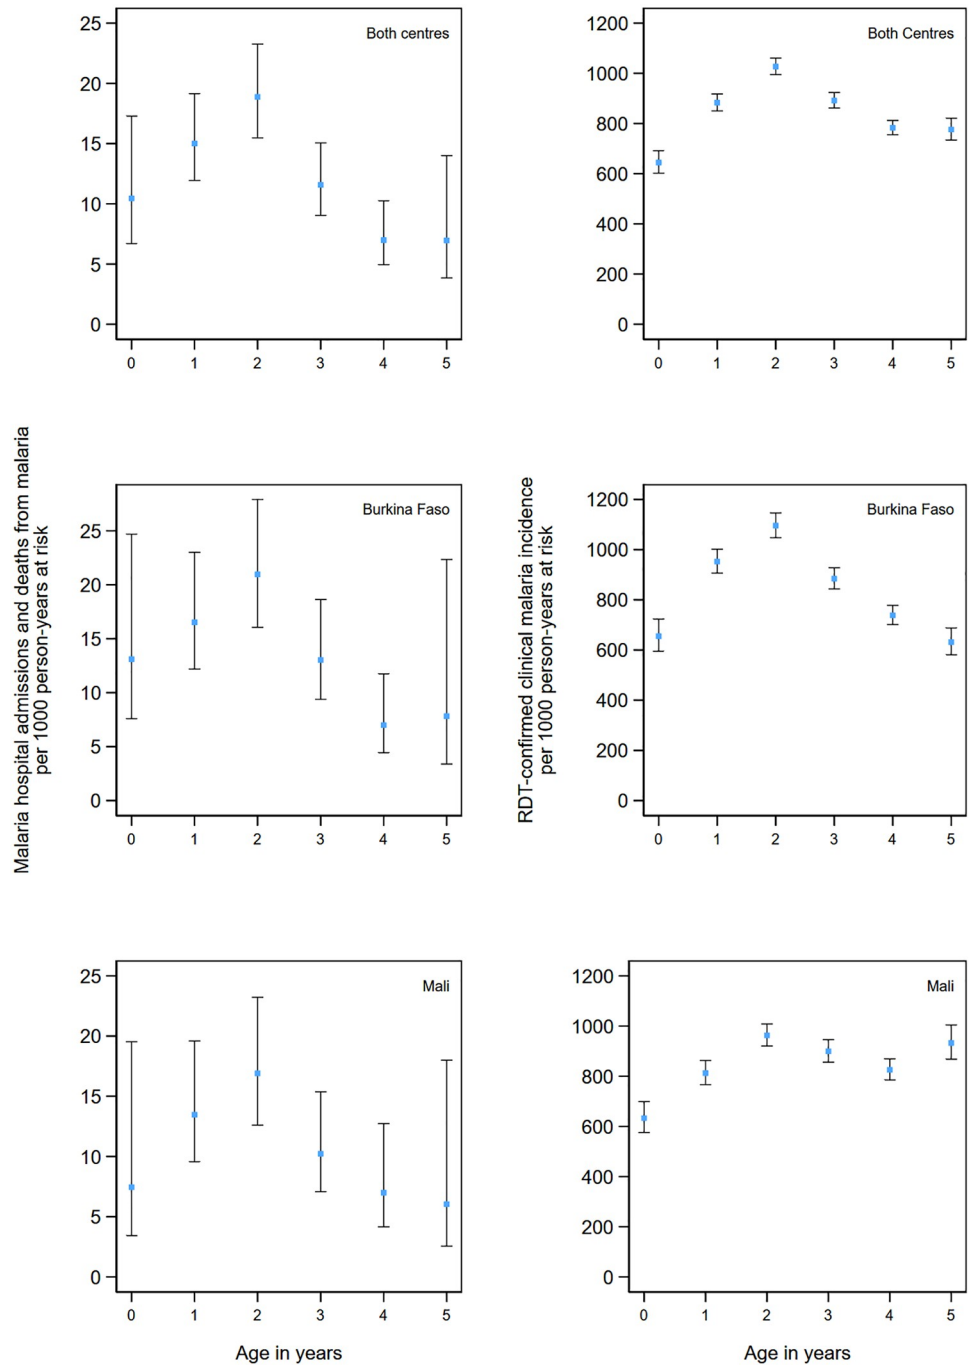 Both centres
25
20
15
10
5
0
0 1 2 3 4 5
Both Centres
1200
1000
800
600
400
200
0
0 1 2 3 4 5
Malaria hospital admissions and deaths from malaria
per 1000 person-years at risk
Burkina Faso
25
20
15
10
5
0
0 1 2 3 4 5
RDT-confirmed clinical malaria incidence
per 1000 person-years at risk
Burkina Faso
1200
1000
800
600
400
200
0
0 1 2 3 4 5
Mali
25
20
15
10
5
0
0 1 2 3 4 5
Age in years
Mali
1200
1000
800
600
400
200
0
0 1 2 3 4 5
Age in years